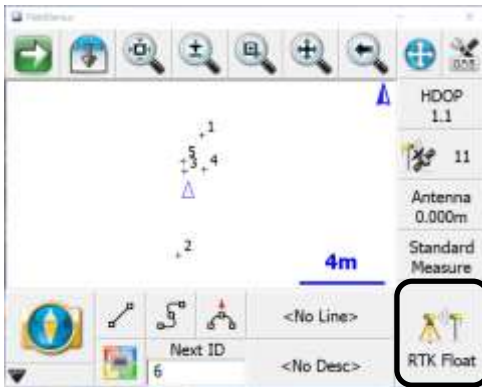 FieldGenius
HDOP
1.1
11
Antenna
0.000m
Standard
Measure
RTK Float
1
5
3
4
2
4m
<No Line>
Next ID
6
<No Desc>